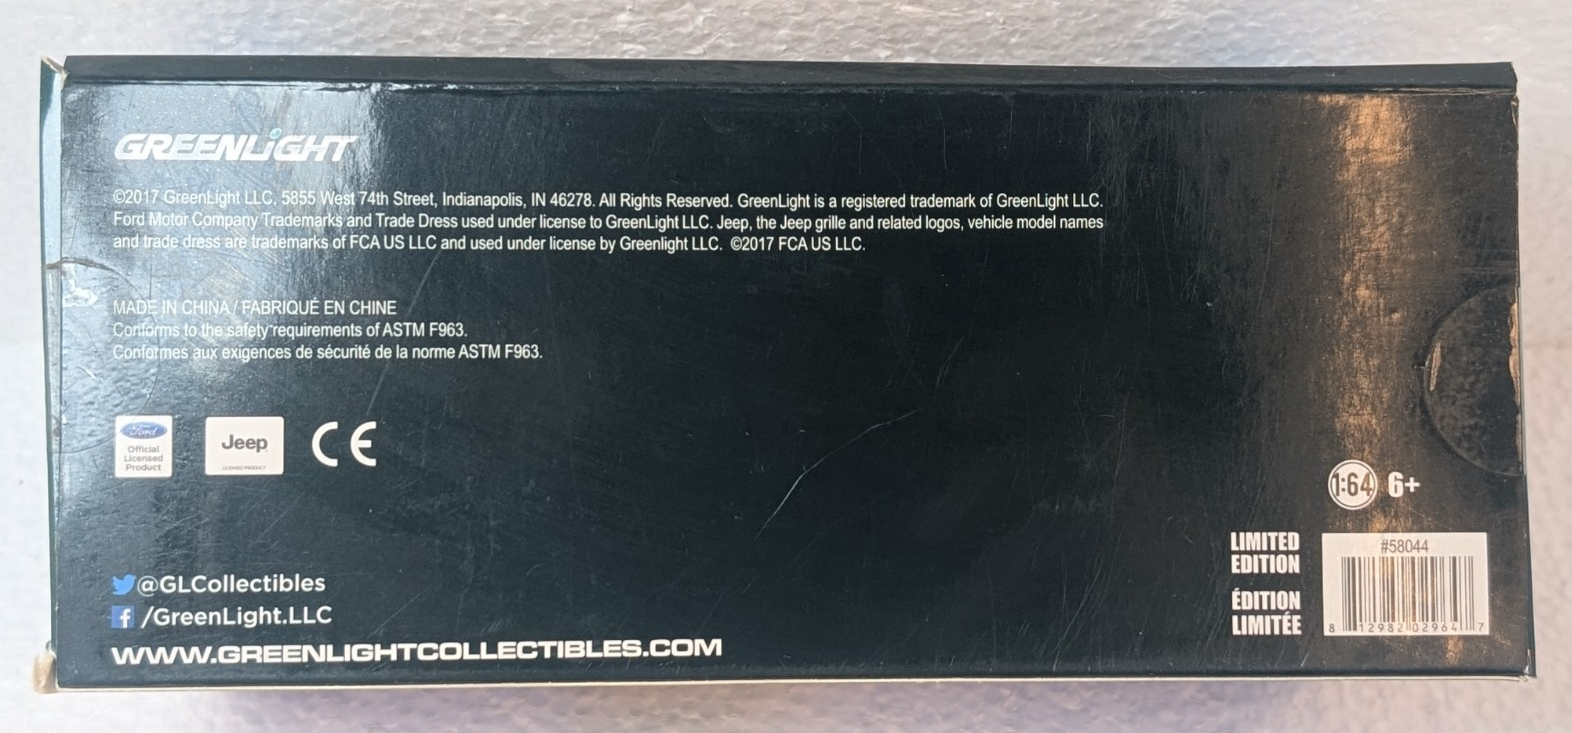 GREENLiGHT
©2017 GreenLight LLC, 5855 West 74th Street, Indianapolis, IN 46278. All Rights Reserved. GreenLight is a registered trademark of GreenLight LLC.
Ford Motor Company Trademarks and Trade Dress used under license to GreenLight LLC. Jeep, the Jeep grille and related logos, vehicle model names
and trade dress are trademarks of FCA US LLC and used under license by Greenlight LLC. ©2017 FCA US LLC.
MADE IN CHINA / FABRIQUÉ EN CHINE
Conforms to the safety requirements of ASTM F963.
Conformes aux exigences de sécurité de la norme ASTM F963.
Ford
Official
Licensed
Product
Jeep
LICENSED PRODUCT
CE
1:64 6+
LIMITED
EDITION
ÉDITION
LIMITÉE
#58044
8 12982 02964 7
@GLCollectibles
f /GreenLight.LLC
WWW.GREENLIGHTCOLLECTIBLES.COM